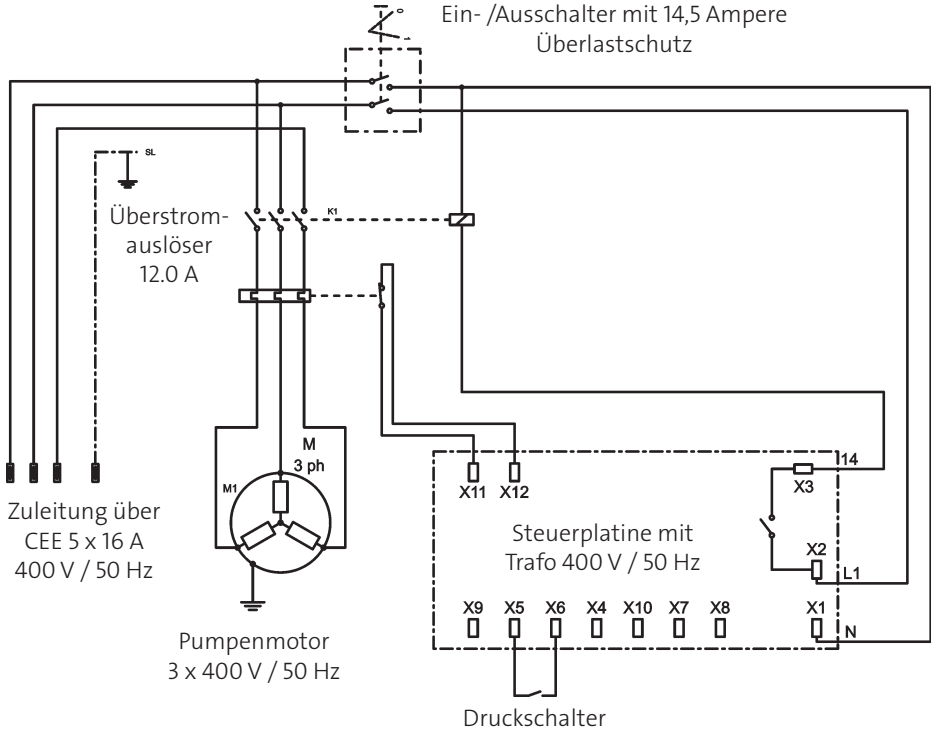 Ein- /Ausschalter mit 14,5 Ampere
Überlastschutz
SL
Überstrom-
auslöser
12.0 A
K1
M
3 ph
M1
Zuleitung über
CEE 5 x 16 A
400 V / 50 Hz
Pumpenmotor
3 x 400 V / 50 Hz
14
X11 X12 X3
Steuerplatine mit
Trafo 400 V / 50 Hz
X2
L1
X9 X5 X6 X4 X10 X7 X8 X1
N
Druckschalter